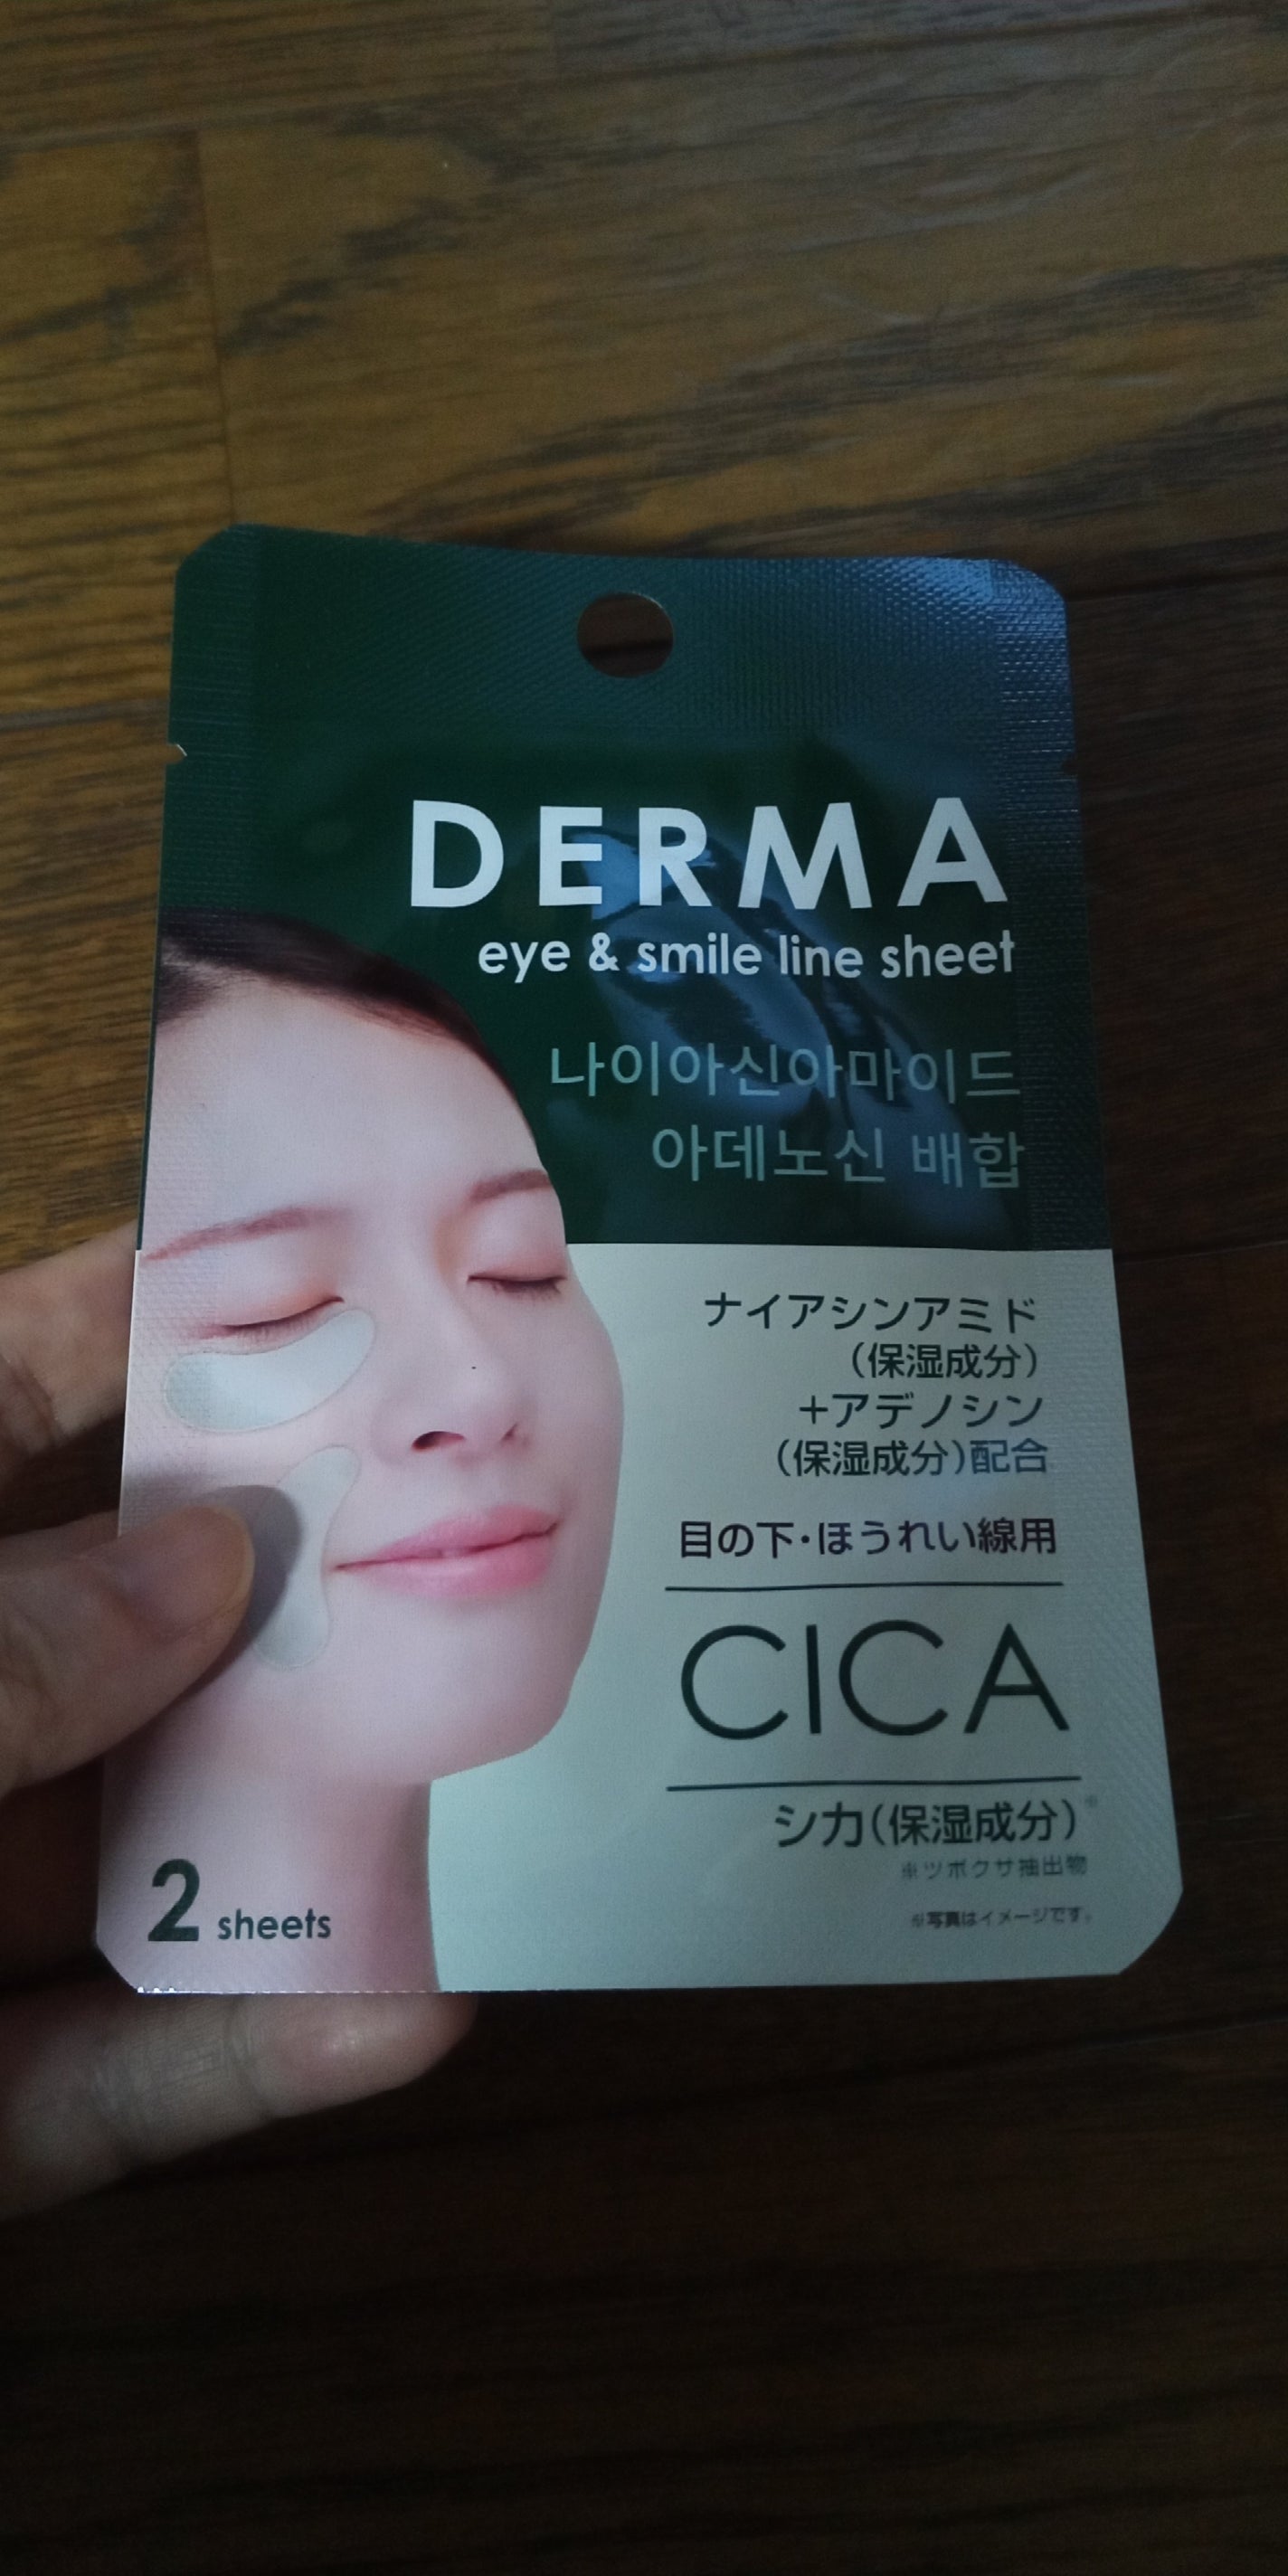 DERMA
eye & smile line sheet
나이아신아마이드
아데노신 배합
ナイアシンアミド
(保湿成分)
+アデノシン
(保湿成分)配合
目の下・ほうれい線用
CICA
シカ(保湿成分)※
※ツボクサ抽出物
※写真はイメージです。
2 sheets